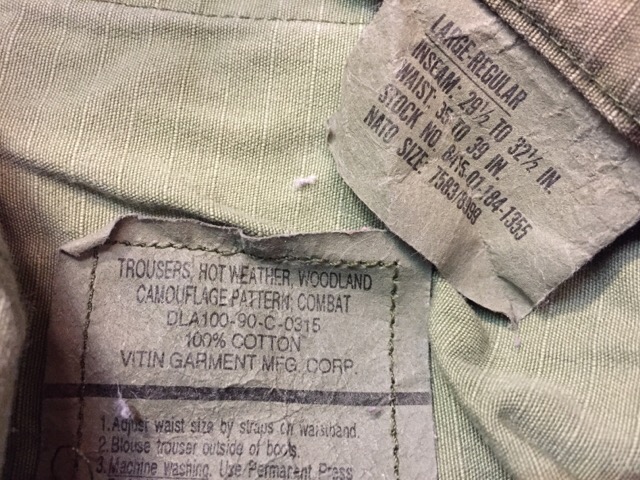 LARGE-REGULAR
INSEAM: 29½ TO 32½ IN.
WAIST: 35 TO 39 IN.
STOCK NO. 8415-01-184-1355
NATO SIZE:
TROUSERS, HOT WEATHER, WOODLAND
CAMOUFLAGE PATTERN: COMBAT
DLA100-90-C-0315
100% COTTON
VITIN GARMENT MFG. CORP.
1. Adjust waist size by straps on waistband.
2. Blouse trouser outside of boots.
3. Machine washing. Use Permanent Press